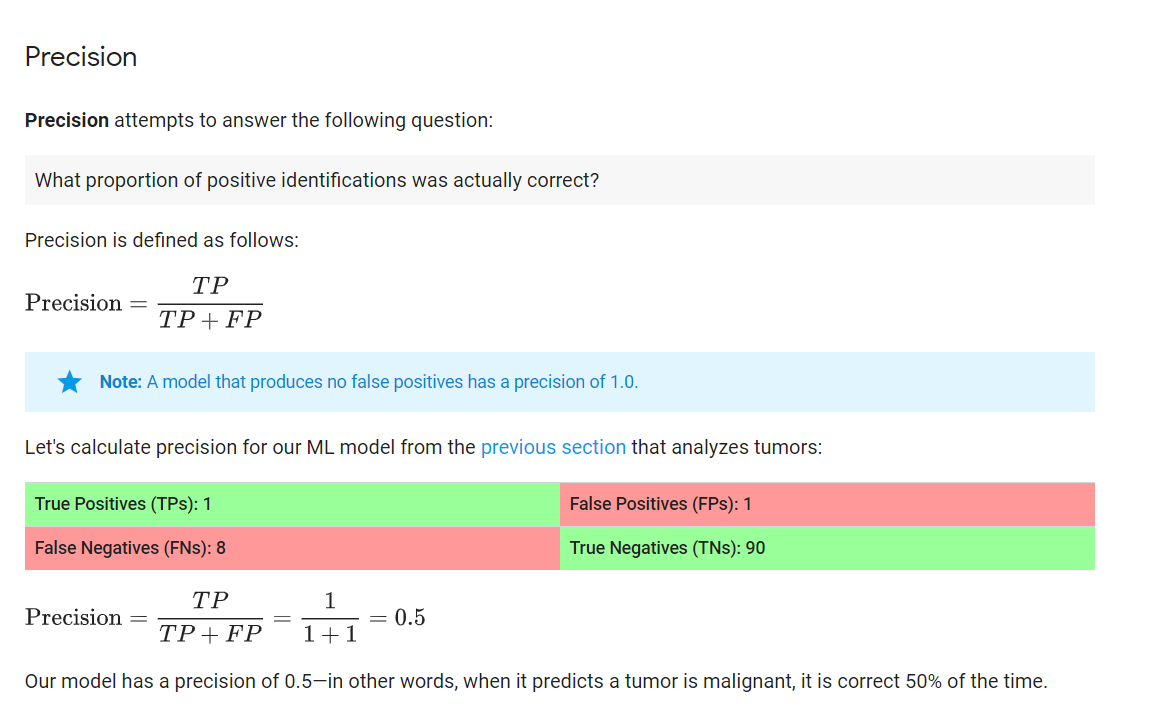 Precision
Precision attempts to answer the following question:
What proportion of positive identifications was actually correct?
Precision is defined as follows:
Precision = TP / TP + FP
Note: A model that produces no false positives has a precision of 1.0.
Let's calculate precision for our ML model from the previous section that analyzes tumors:
True Positives (TPs): 1 False Positives (FPs): 1
False Negatives (FNs): 8 True Negatives (TNs): 90
Precision = TP / TP + FP = 1 / 1 + 1 = 0.5
Our model has a precision of 0.5—in other words, when it predicts a tumor is malignant, it is correct 50% of the time.